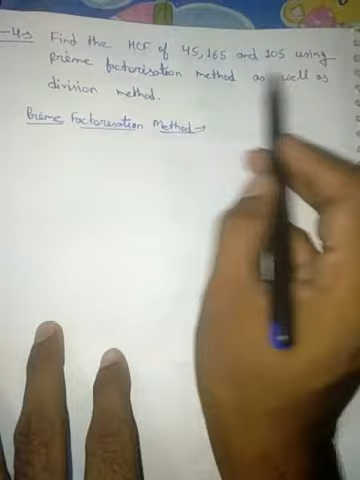 -4→ Find the HCF of 45, 165 and 105 using
prime factorisation method as well as
division method.
Prime Factorisation Method→